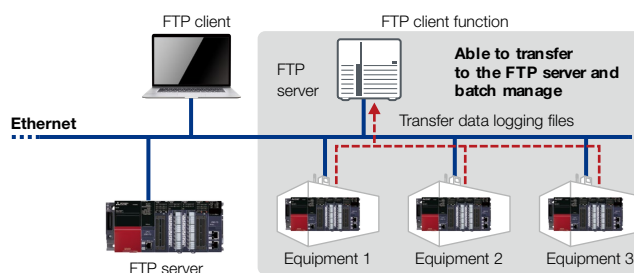 FTP client
FTP client function
FTP
server
Able to transfer
to the FTP server and
batch manage
Ethernet
Transfer data logging files
FTP server
Equipment 1
Equipment 2
Equipment 3